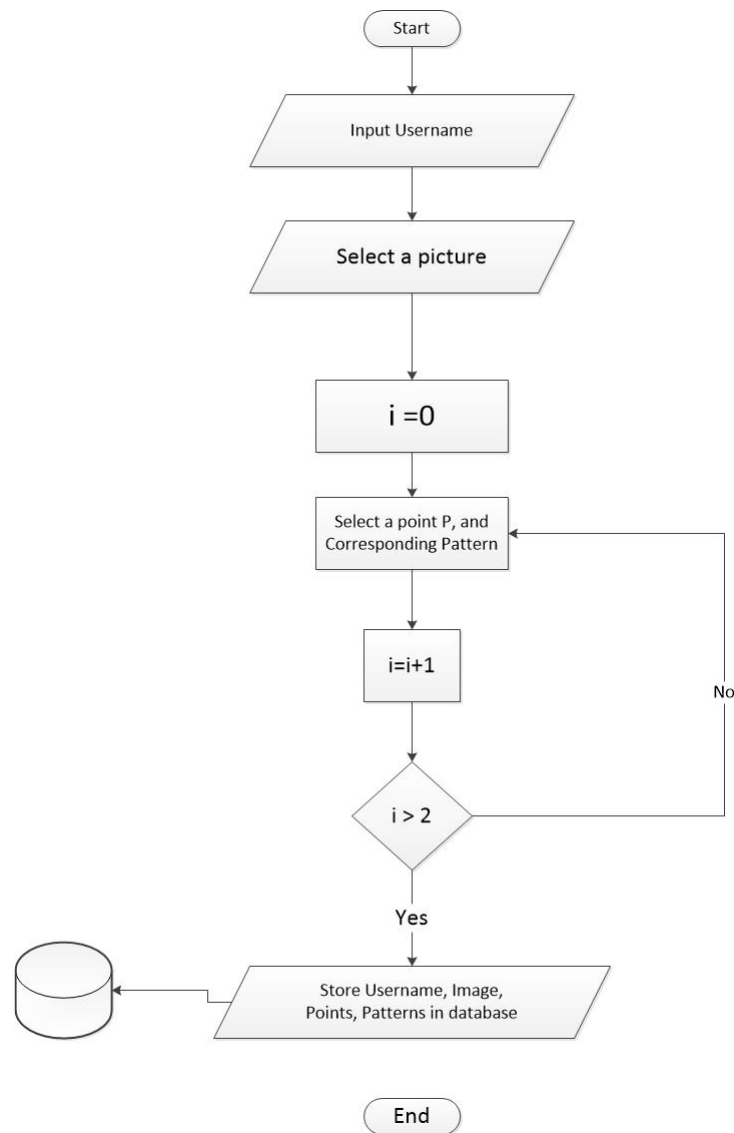 Start
Input Username
Select a picture
i =0
Select a point P, and
Corresponding Pattern
i=i+1
No
i > 2
Yes
Store Username, Image,
Points, Patterns in database
End